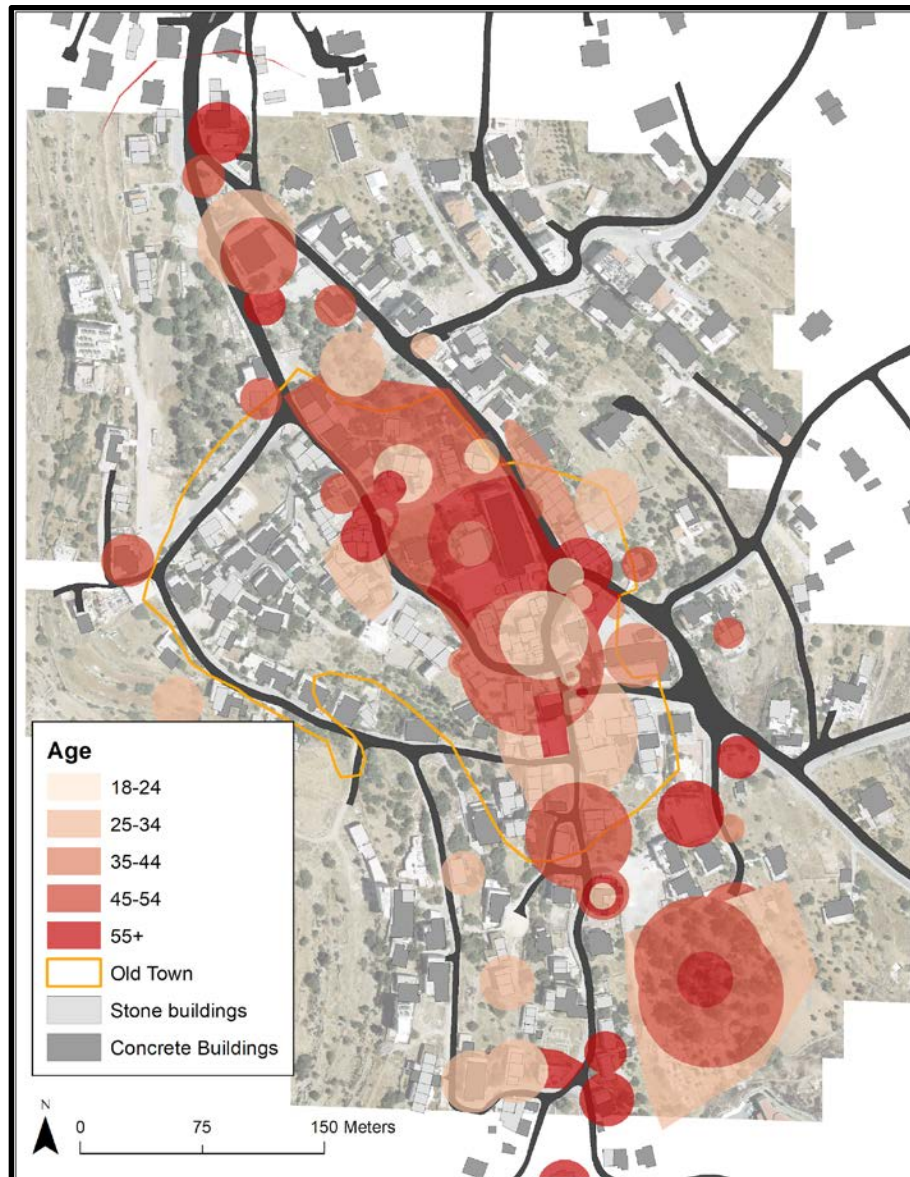 Age
18-24
25-34
35-44
45-54
55+
Old Town
Stone buildings
Concrete Buildings
N
0 75 150 Meters